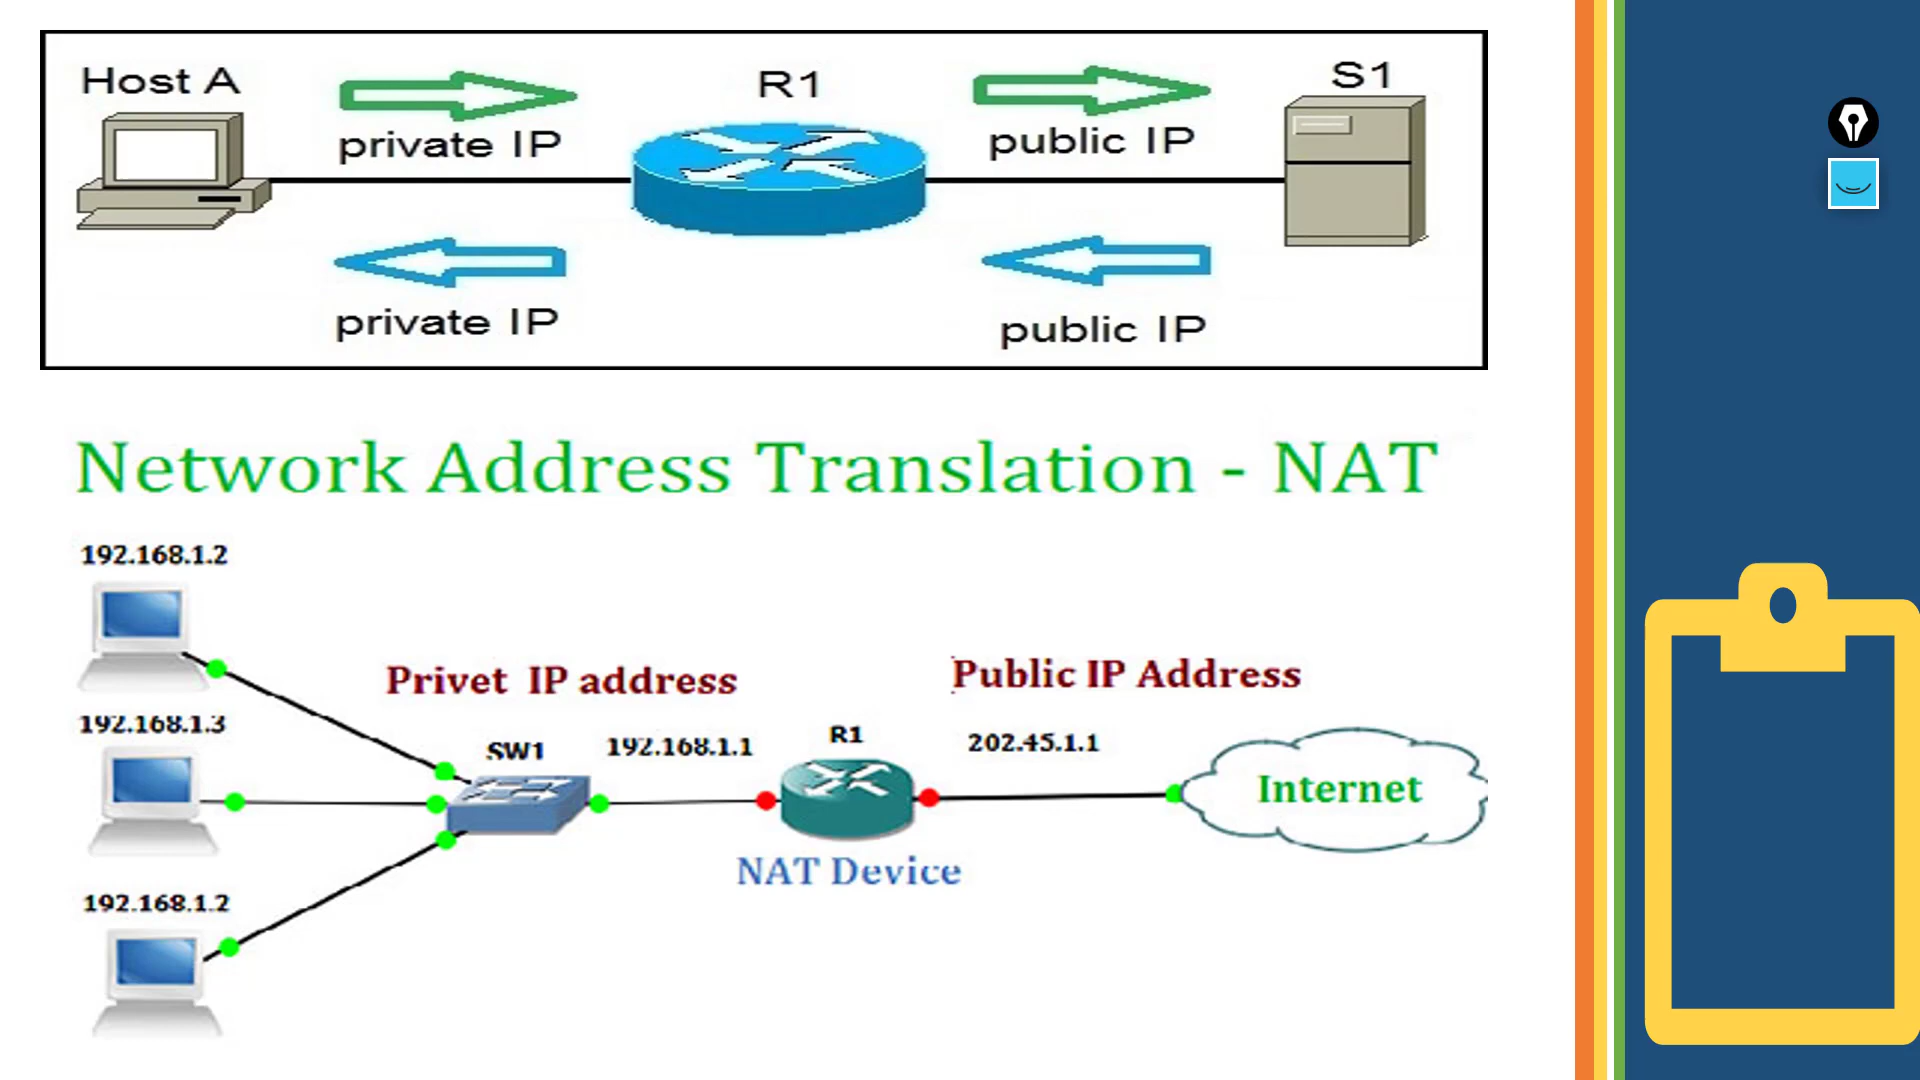 Host A
R1
S1
private IP
public IP
private IP
public IP
Network Address Translation - NAT
192.168.1.2
Privet IP address
Public IP Address
192.168.1.3
SW1
192.168.1.1
R1
202.45.1.1
Internet
NAT Device
192.168.1.2